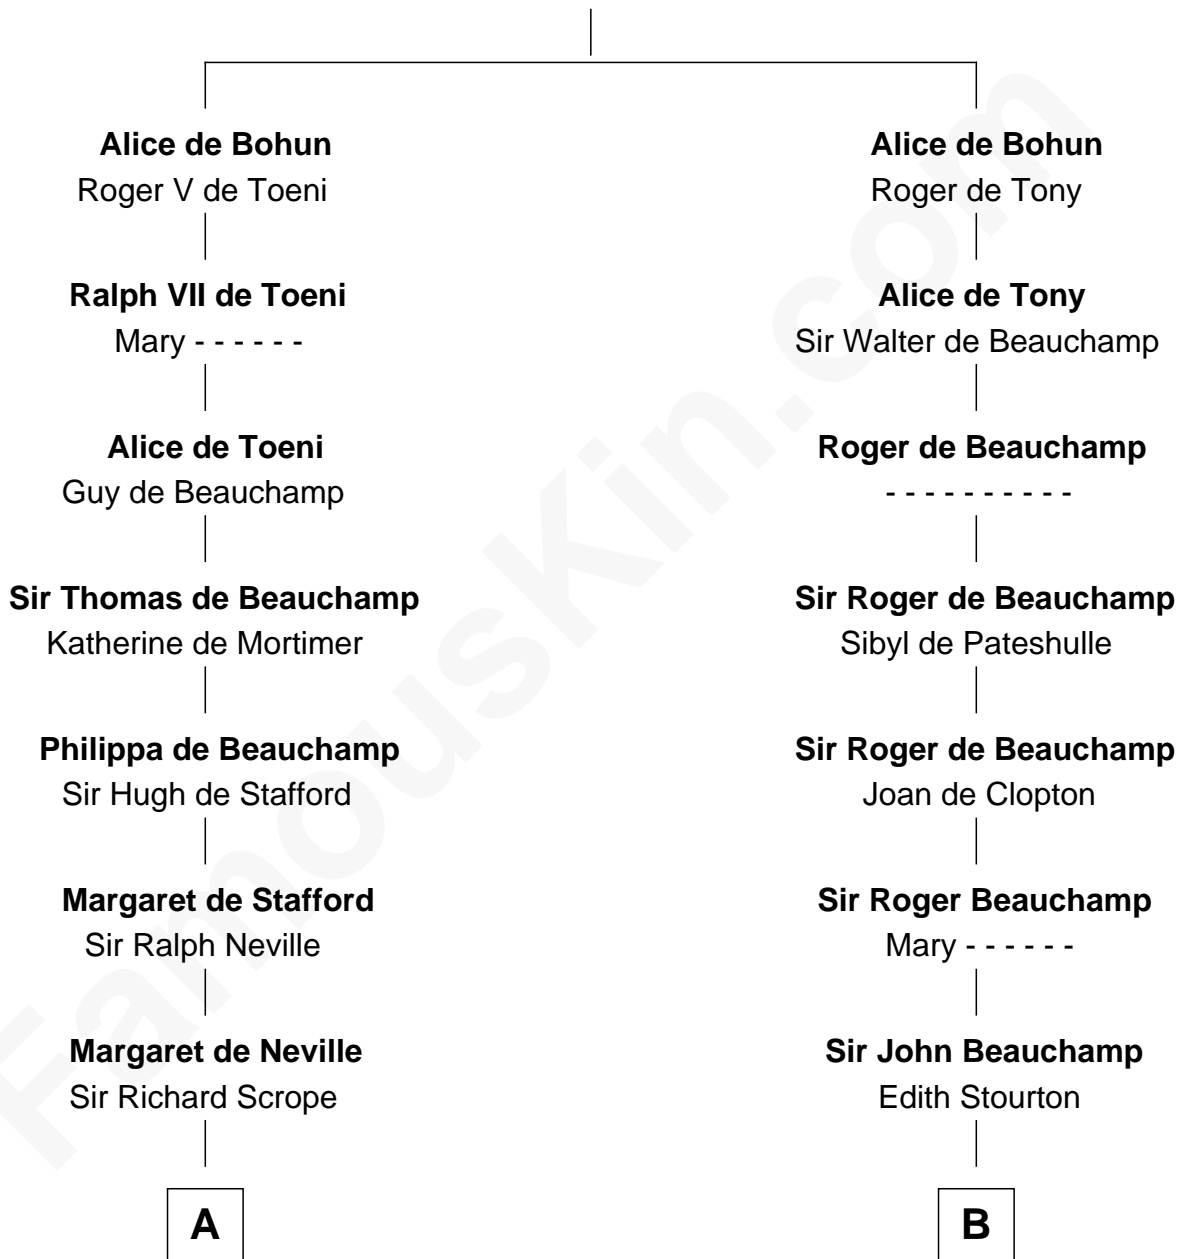 Alice de Bohun
Roger V de Toeni
Ralph VII de Toeni
Mary - - - - - -
Alice de Toeni
Guy de Beauchamp
Sir Thomas de Beauchamp
Katherine de Mortimer
Philippa de Beauchamp
Sir Hugh de Stafford
Margaret de Stafford
Sir Ralph Neville
Margaret de Neville
Sir Richard Scrope
A
Alice de Bohun
Roger de Tony
Alice de Tony
Sir Walter de Beauchamp
Roger de Beauchamp
- - - - - - - - - -
Sir Roger de Beauchamp
Sibyl de Pateshulle
Sir Roger de Beauchamp
Joan de Clopton
Sir Roger Beauchamp
Mary - - - - - -
Sir John Beauchamp
Edith Stourton
B
FamousKin.com